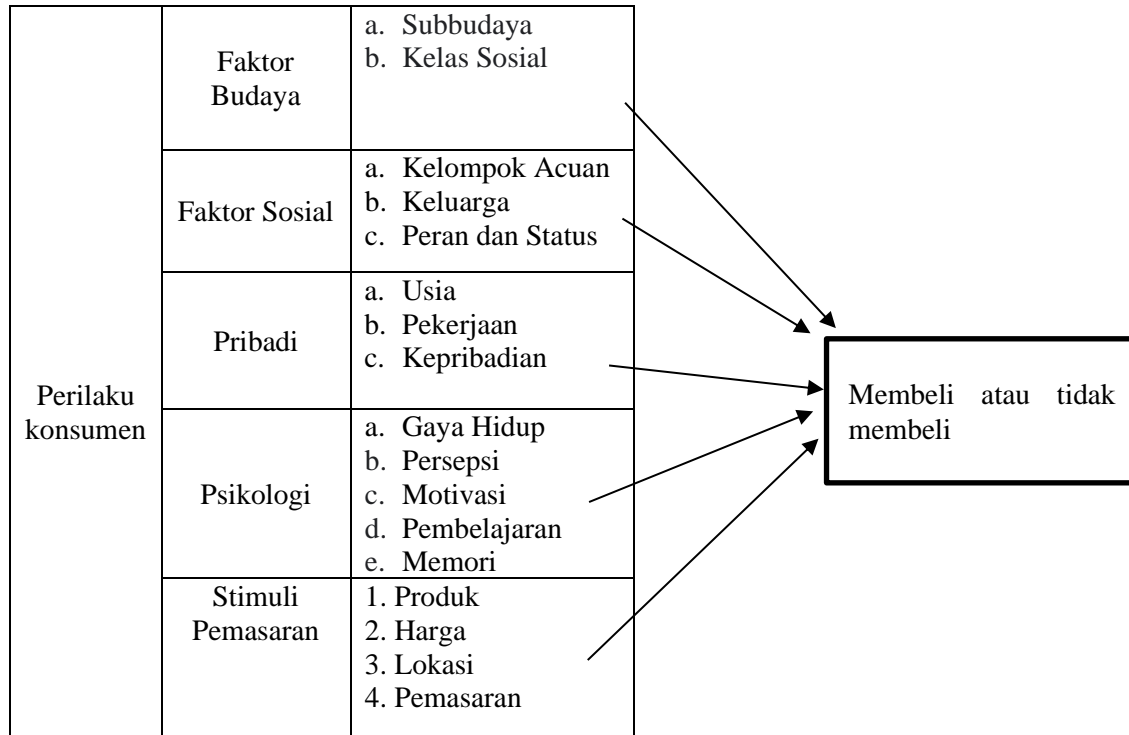 Perilaku
konsumen
Faktor
Budaya
a. Subbudaya
b. Kelas Sosial
Faktor Sosial
a. Kelompok Acuan
b. Keluarga
c. Peran dan Status
Pribadi
a. Usia
b. Pekerjaan
c. Kepribadian
Psikologi
a. Gaya Hidup
b. Persepsi
c. Motivasi
d. Pembelajaran
e. Memori
Stimuli
Pemasaran
1. Produk
2. Harga
3. Lokasi
4. Pemasaran
Membeli atau tidak
membeli